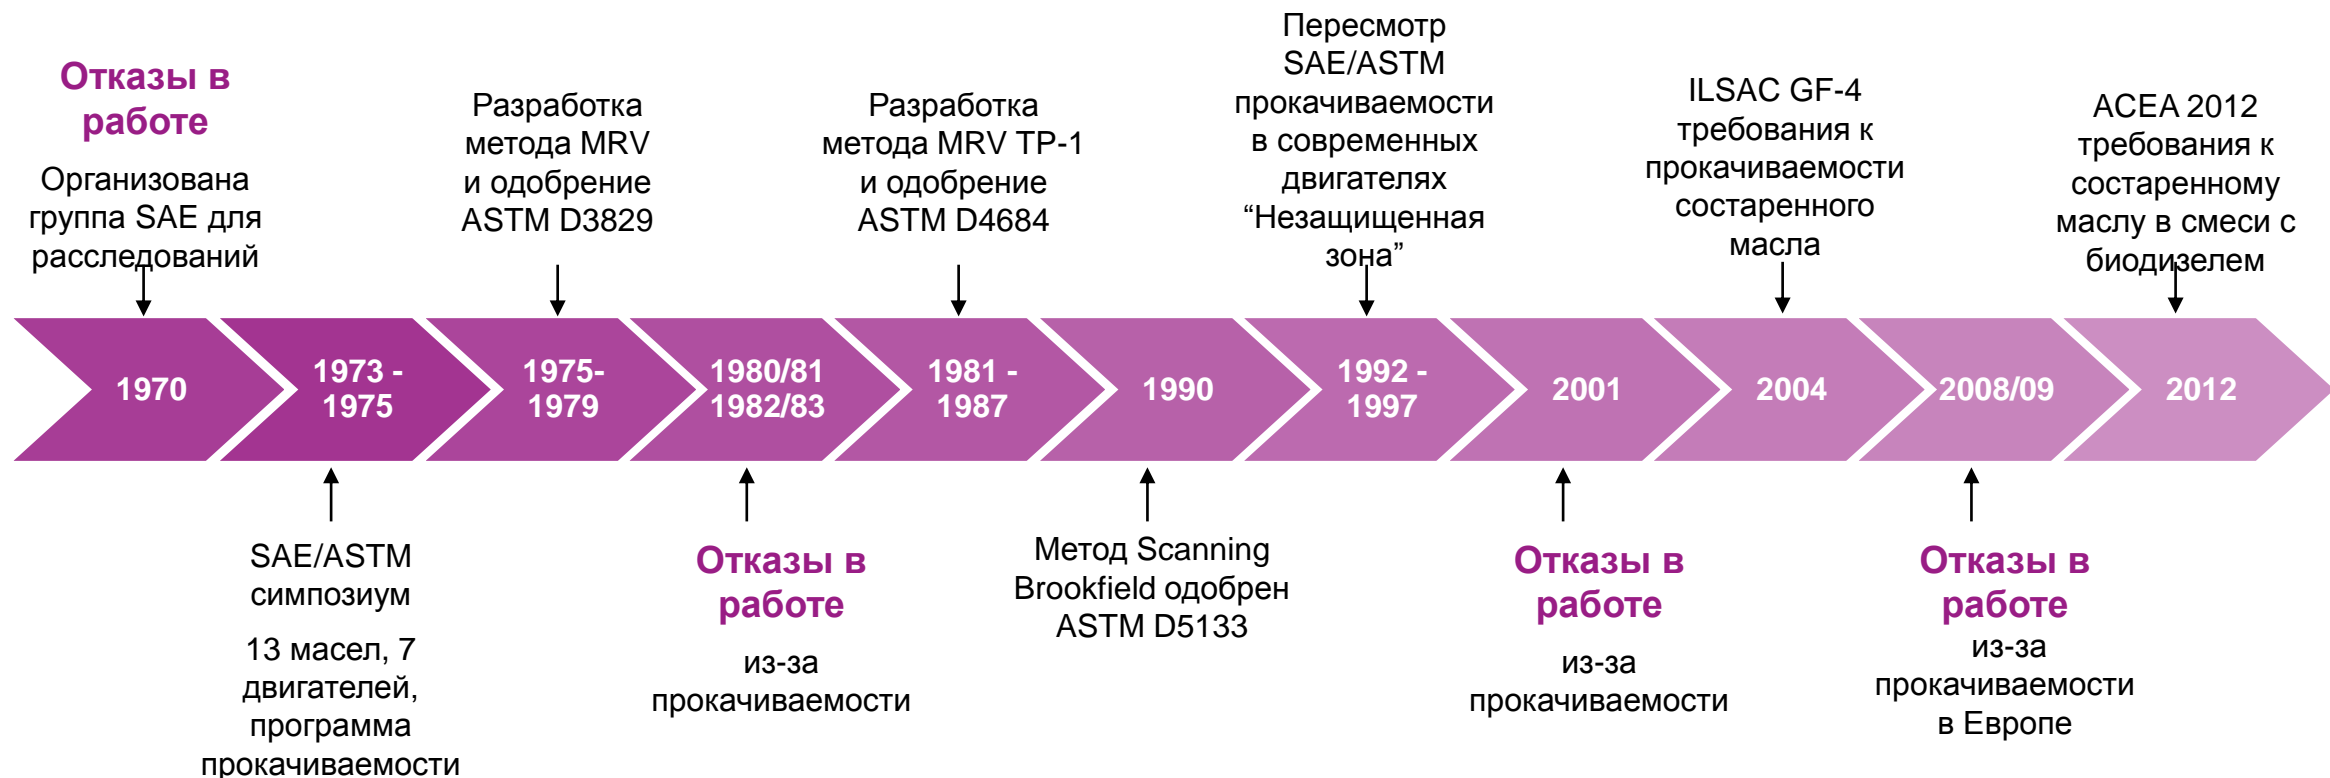 Отказы в
работе
Организована
группа SAE для
расследований
Разработка
метода MRV
и одобрение
ASTM D3829
Разработка
метода MRV TP-1
и одобрение
ASTM D4684
Пересмотр
SAE/ASTM
прокачиваемости
в современных
двигателях
“Незащищенная
зона”
ILSAC GF-4
требования к
прокачиваемости
состаренного
масла
ACEA 2012
требования к
состаренному
маслу в смеси с
биодизелем
1970
1973 -
1975
1975-
1979
1980/81
1982/83
1981 -
1987
1990
1992 -
1997
2001
2004
2008/09
2012
SAE/ASTM
симпозиум
13 масел, 7
двигателей,
программа
прокачиваемости
Отказы в
работе
из-за
прокачиваемости
Метод Scanning
Brookfield одобрен
ASTM D5133
Отказы в
работе
из-за
прокачиваемости
Отказы в
работе
из-за
прокачиваемости
в Европе